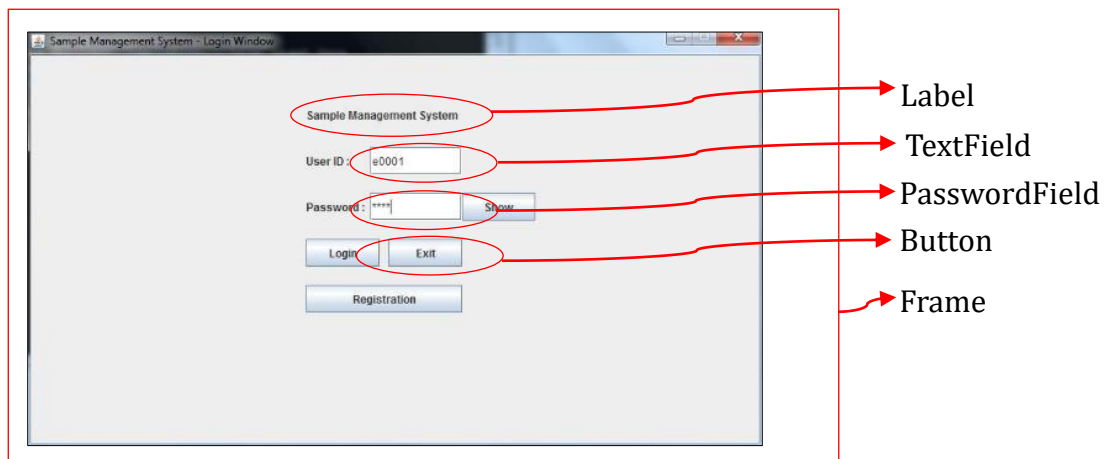 Sample Management System - Login Window
Sample Management System
Label
User ID : e0001
TextField
Password : **** Show
PasswordField
Login Exit
Button
Registration
Frame